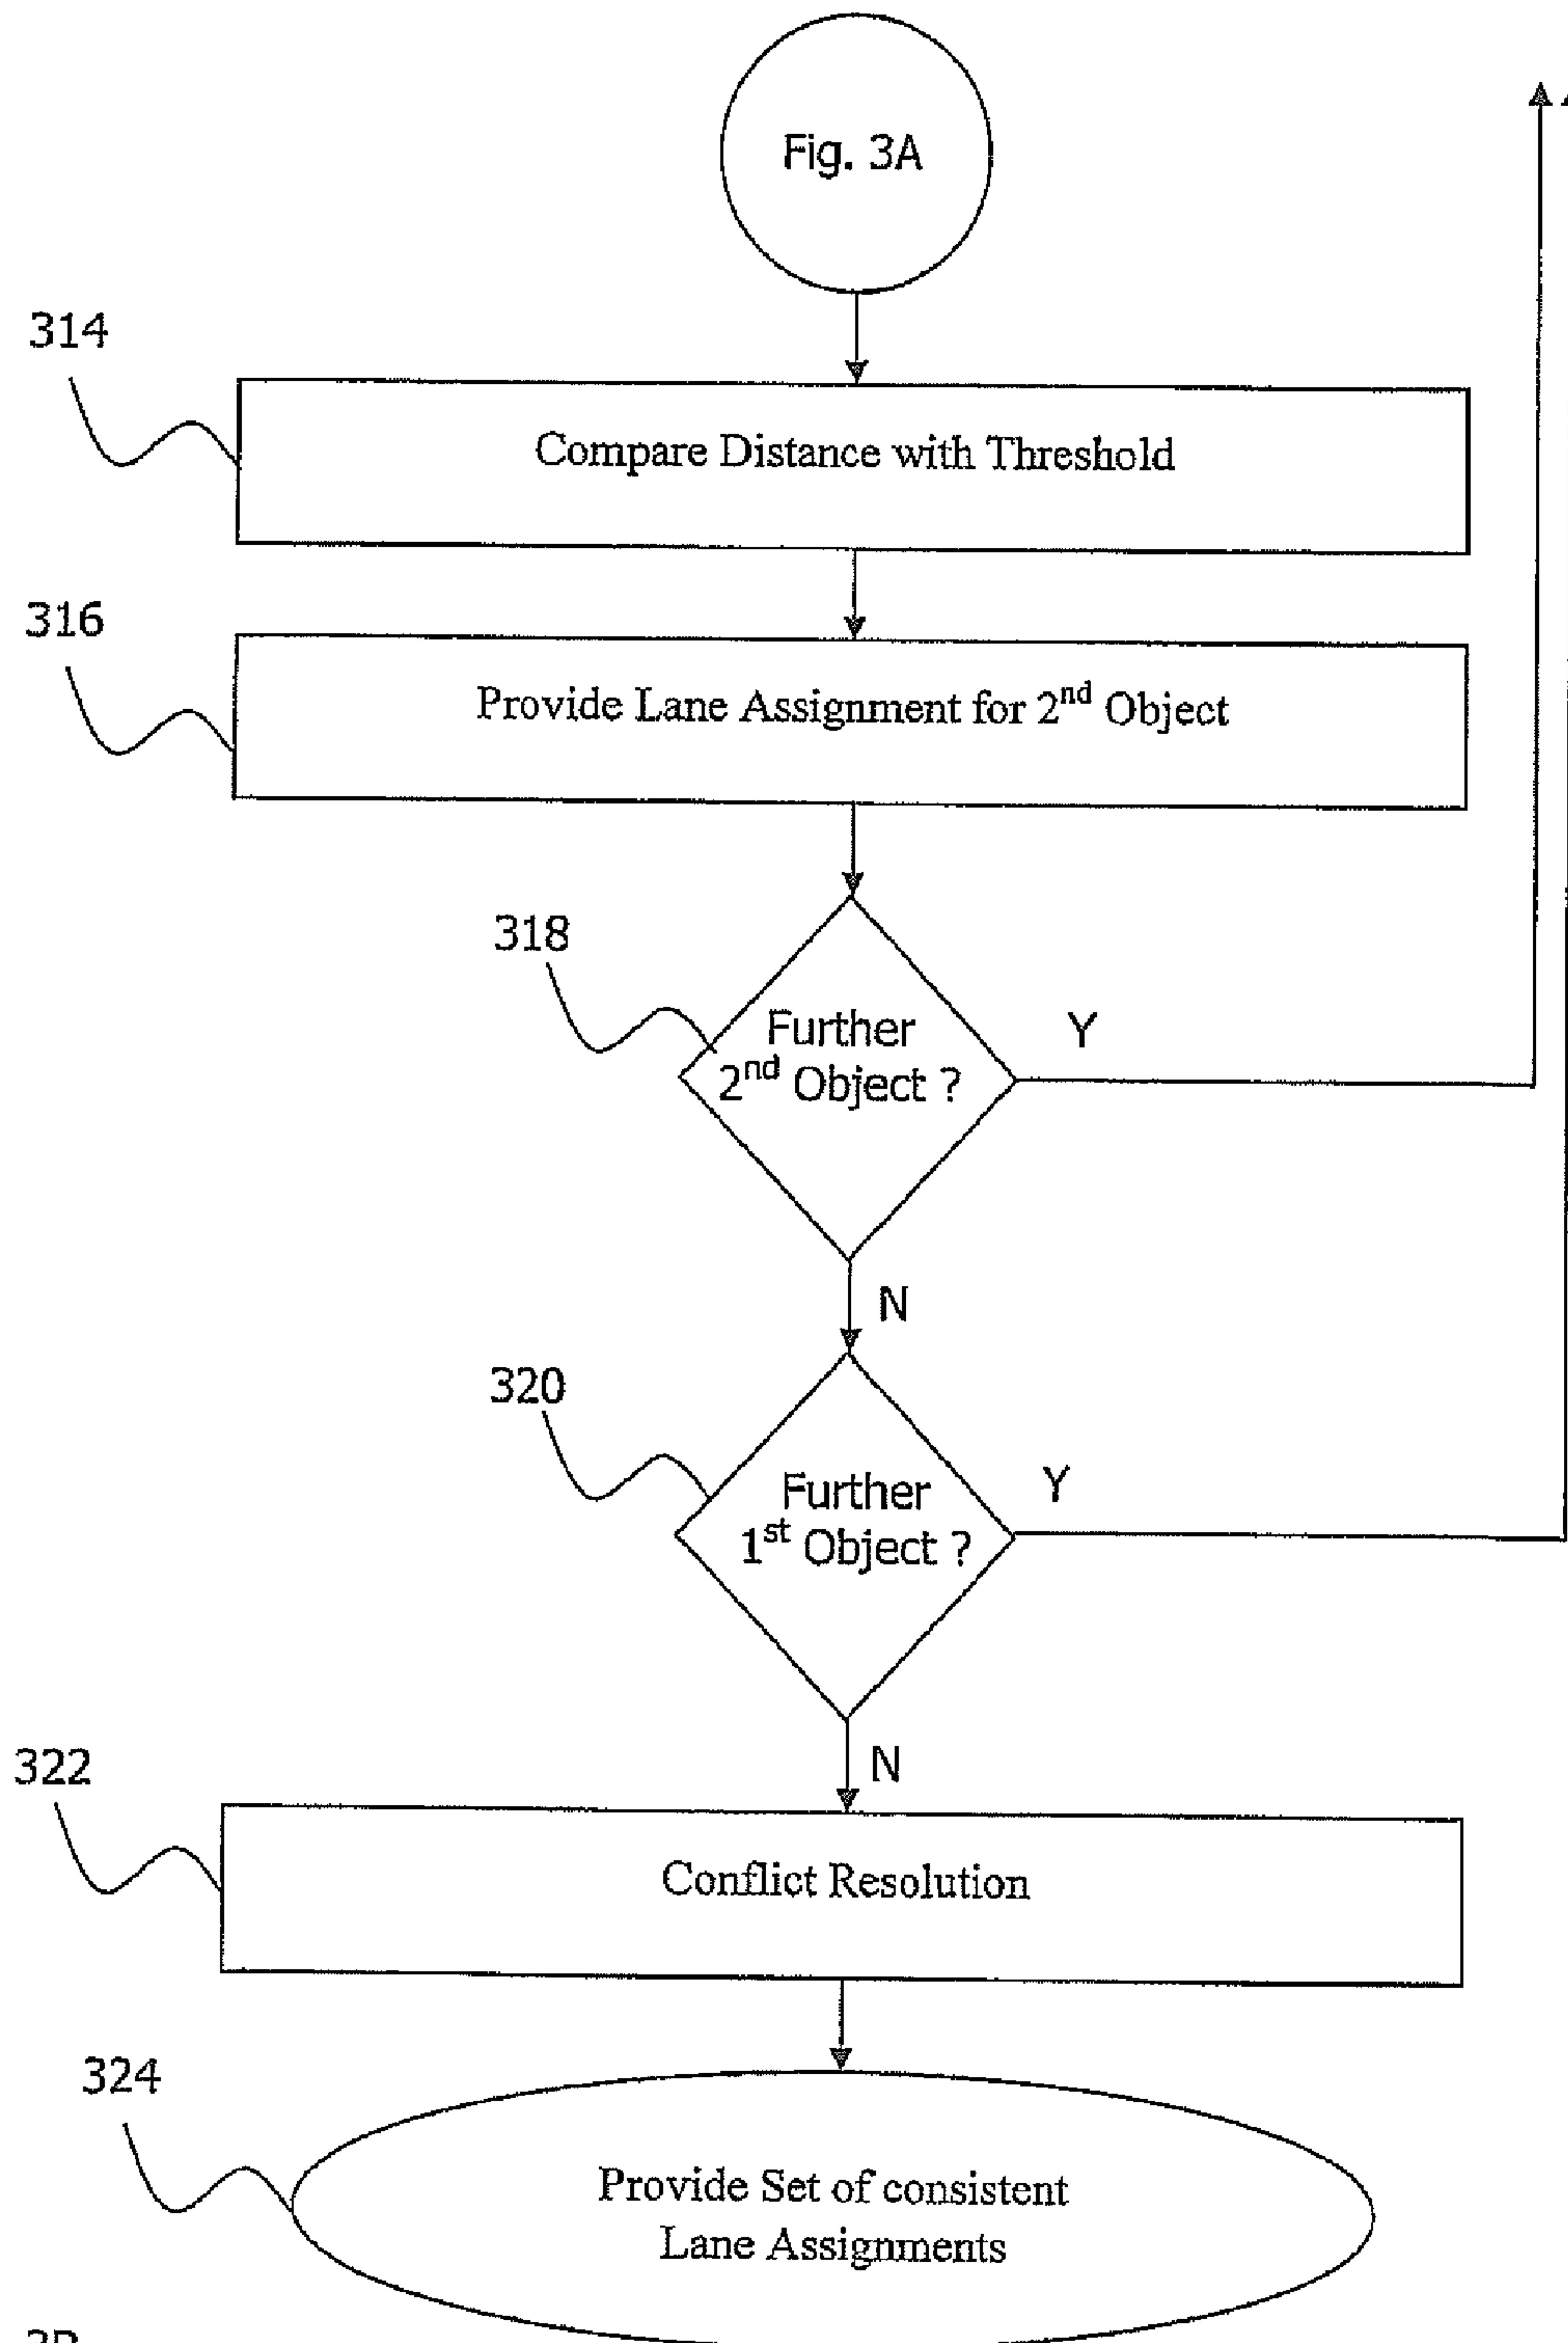 Fig. 3A
314
Compare Distance with Threshold
316
Provide Lane Assignment for 2nd Object
318
Further
2nd Object ?
Y
N
320
Further
1st Object ?
Y
N
322
Conflict Resolution
324
Provide Set of consistent
Lane Assignments